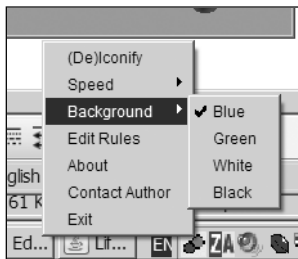 (De)Iconify
Speed
Background
Blue
Edit Rules
Green
About
White
Contact Author
Black
Exit
glish
61 K
Ed...
Lif...
EN
ZA